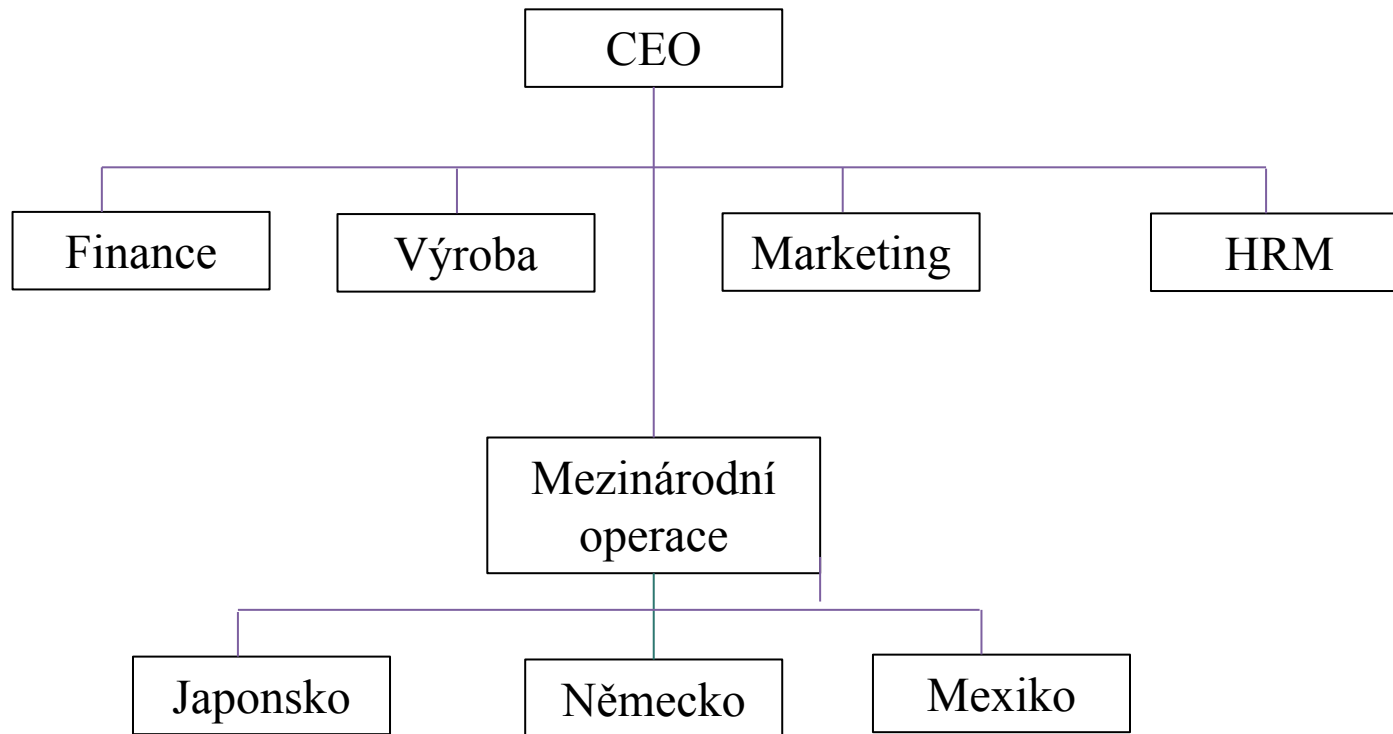 CEO
Finance
Výroba
Marketing
HRM
Mezinárodní
operace
Japonsko
Německo
Mexiko